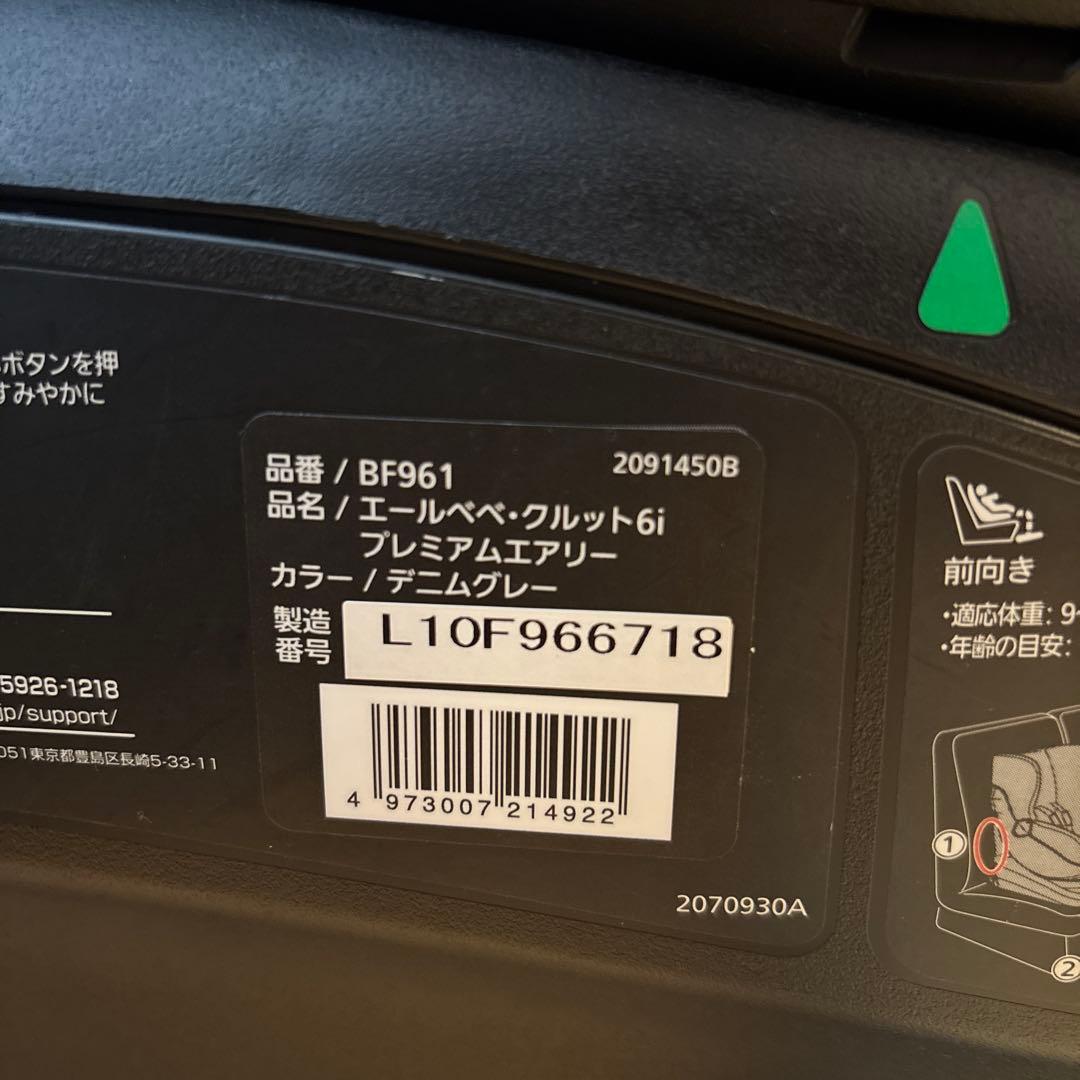 ボタンを押
すみやかに
5926-1218
jp/support/
051東京都豊島区長崎5-33-11
品番 / BF961
2091450B
品名 / エールベベ・クルット6i
プレミアムエアリー
カラー / デニムグレー
製造
番号
L10F966718
4 973007 214922
2070930A
前向き
・適応体重: 9
・年齢の目安:
1
2